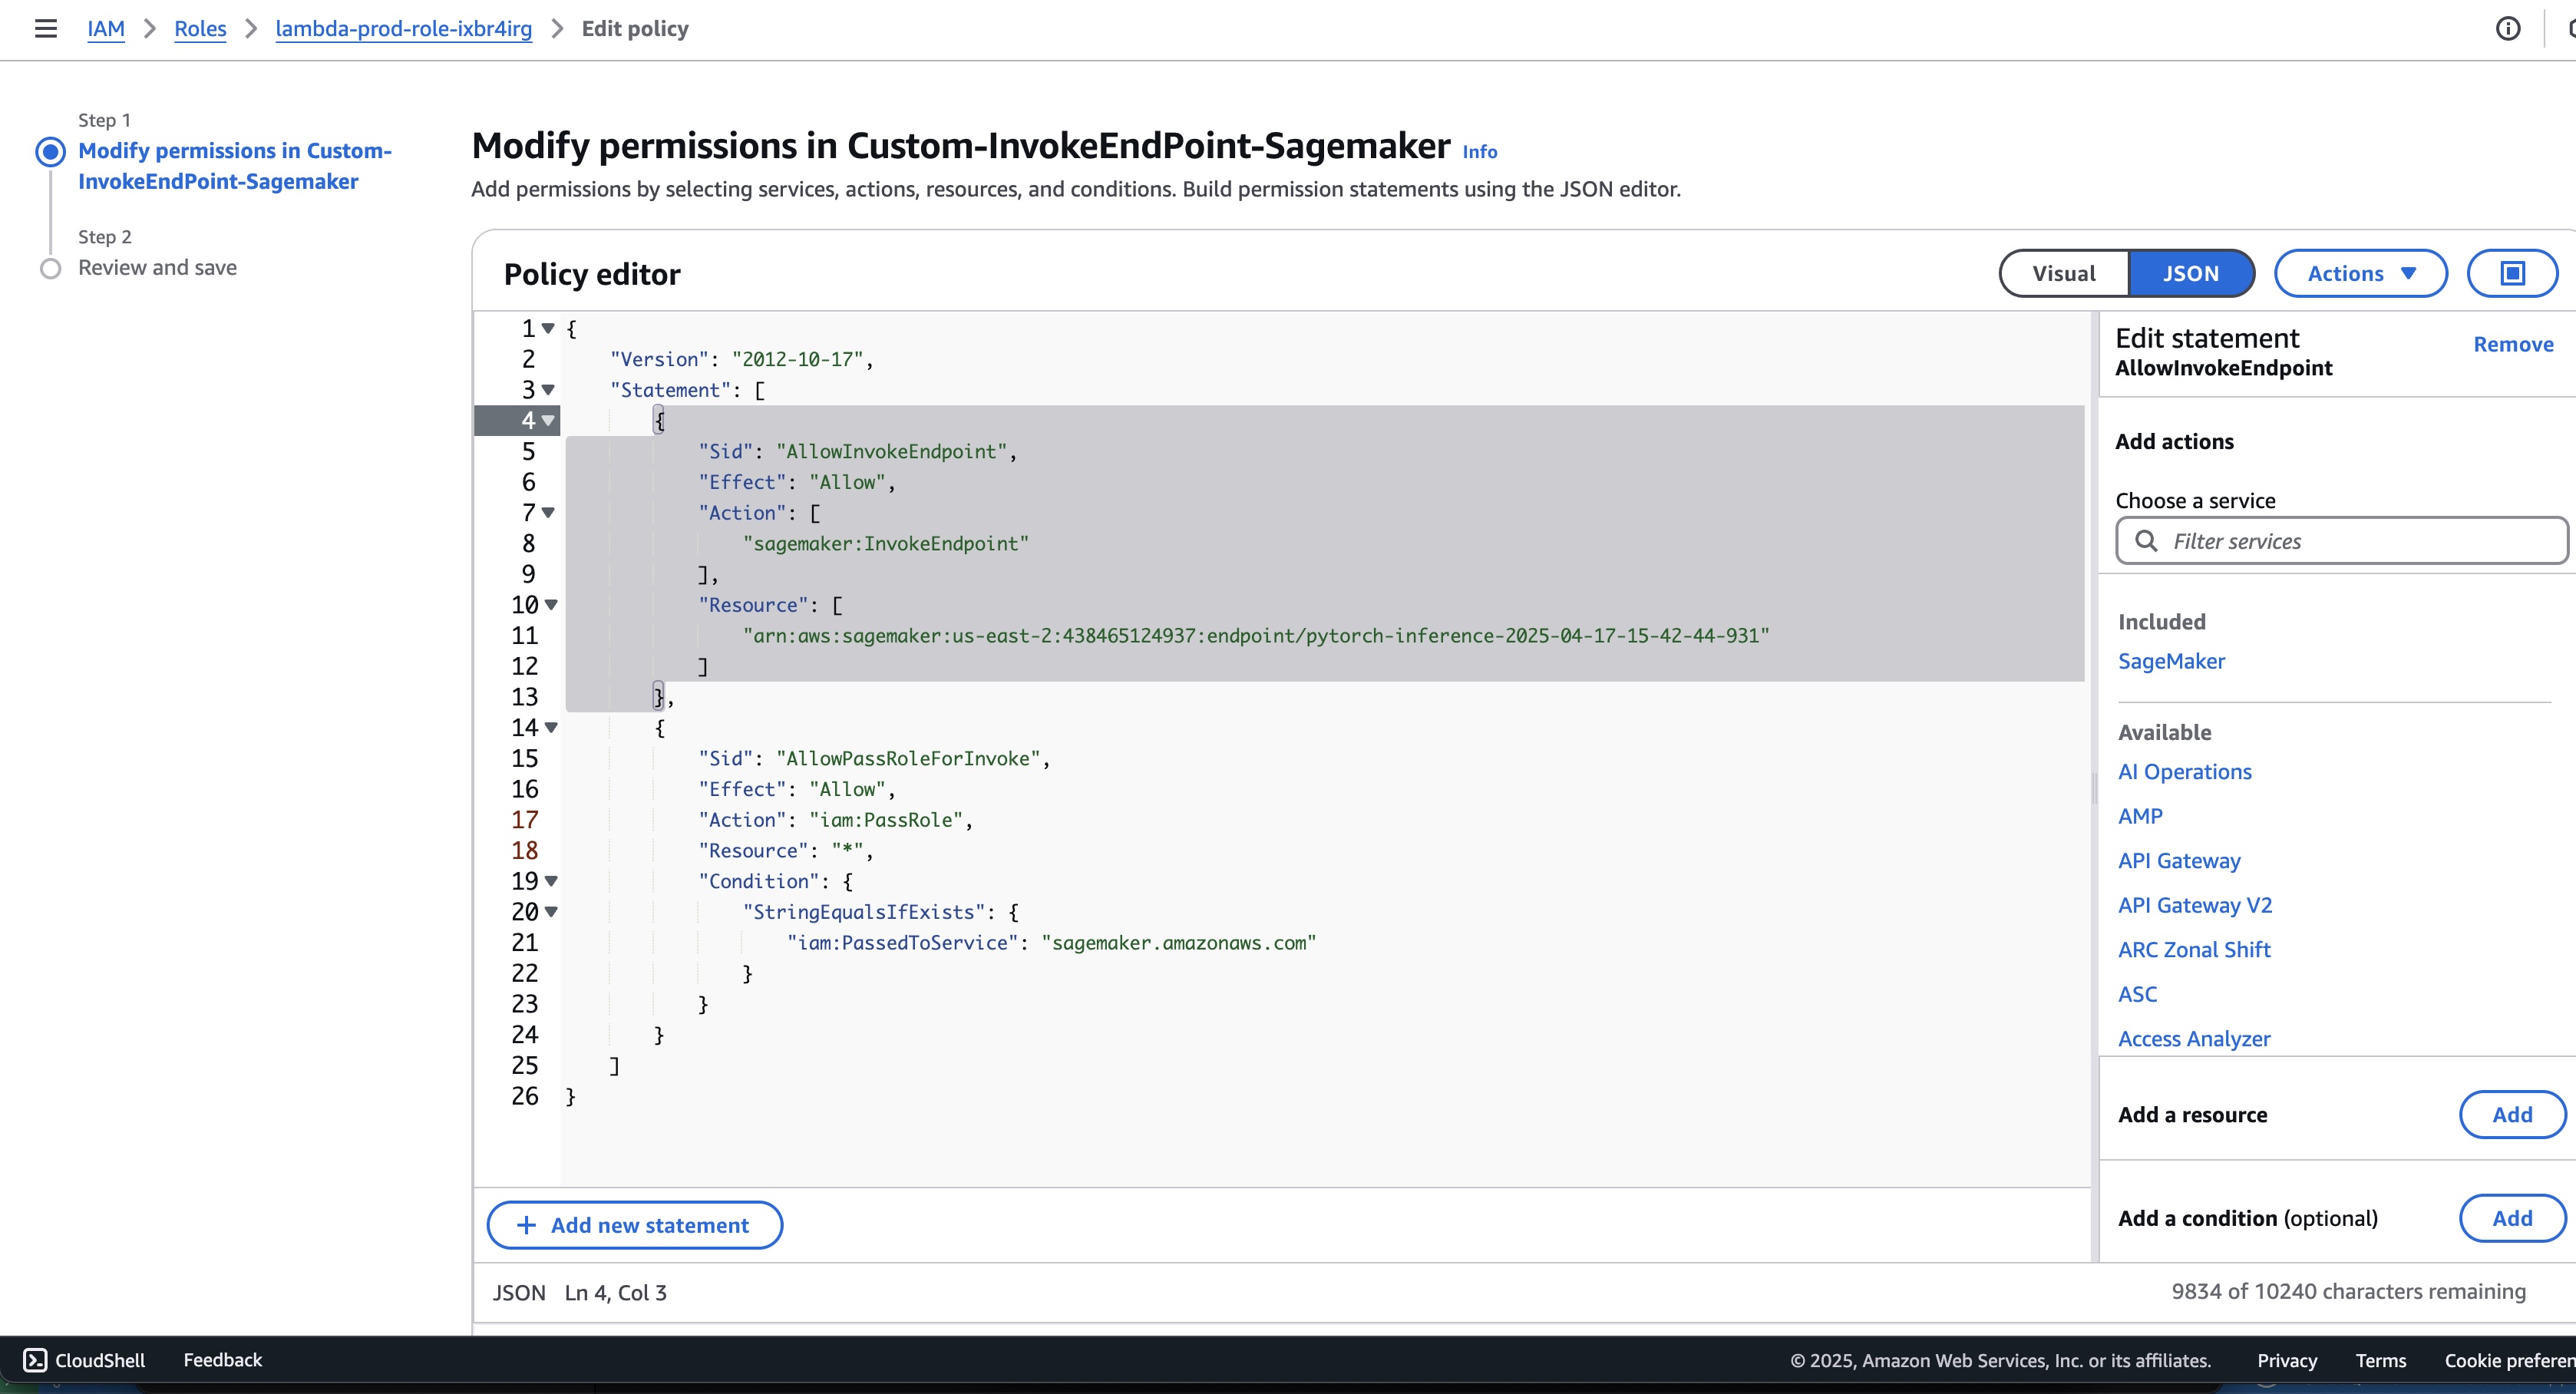 IAM > Roles > lambda-prod-role-ixbr4irg > Edit policy
Step 1
Modify permissions in Custom-
InvokeEndPoint-Sagemaker
Step 2
Review and save
Modify permissions in Custom-InvokeEndPoint-Sagemaker Info
Add permissions by selecting services, actions, resources, and conditions. Build permission statements using the JSON editor.
Policy editor
Visual JSON Actions
1 {
2 "Version": "2012-10-17",
3 "Statement": [
4 {
5 "Sid": "AllowInvokeEndpoint",
6 "Effect": "Allow",
7 "Action": [
8 "sagemaker:InvokeEndpoint"
9 ],
10 "Resource": [
11 "arn:aws:sagemaker:us-east-2:438465124937:endpoint/pytorch-inference-2025-04-17-15-42-44-931"
12 ]
13 },
14 {
15 "Sid": "AllowPassRoleForInvoke",
16 "Effect": "Allow",
17 "Action": "iam:PassRole",
18 "Resource": "*",
19 "Condition": {
20 "StringEqualsIfExists": {
21 "iam:PassedToService": "sagemaker.amazonaws.com"
22 }
23 }
24 }
25 ]
26 }
+ Add new statement
JSON Ln 4, Col 3
Edit statement
Remove
AllowInvokeEndpoint
Add actions
Choose a service
Filter services
Included
SageMaker
Available
AI Operations
AMP
API Gateway
API Gateway V2
ARC Zonal Shift
ASC
Access Analyzer
Add a resource Add
Add a condition (optional) Add
9834 of 10240 characters remaining
CloudShell Feedback
© 2025, Amazon Web Services, Inc. or its affiliates. Privacy Terms Cookie preferen